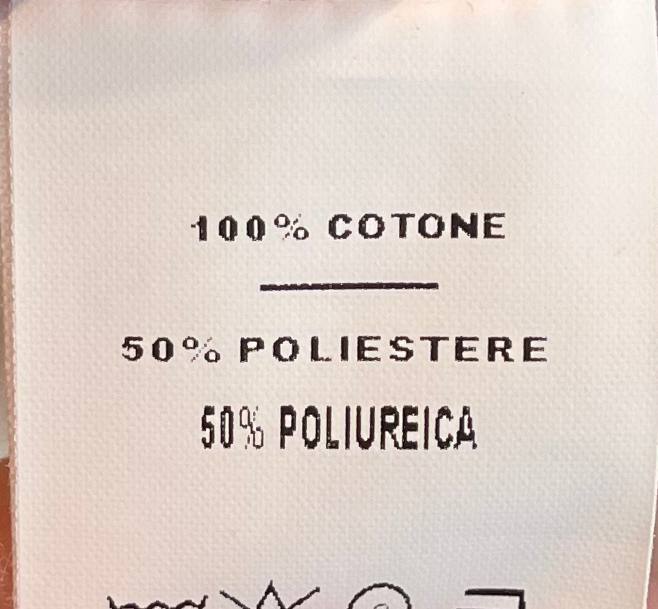 100% COTONE
50% POLIESTERE
50% POLIUREICA